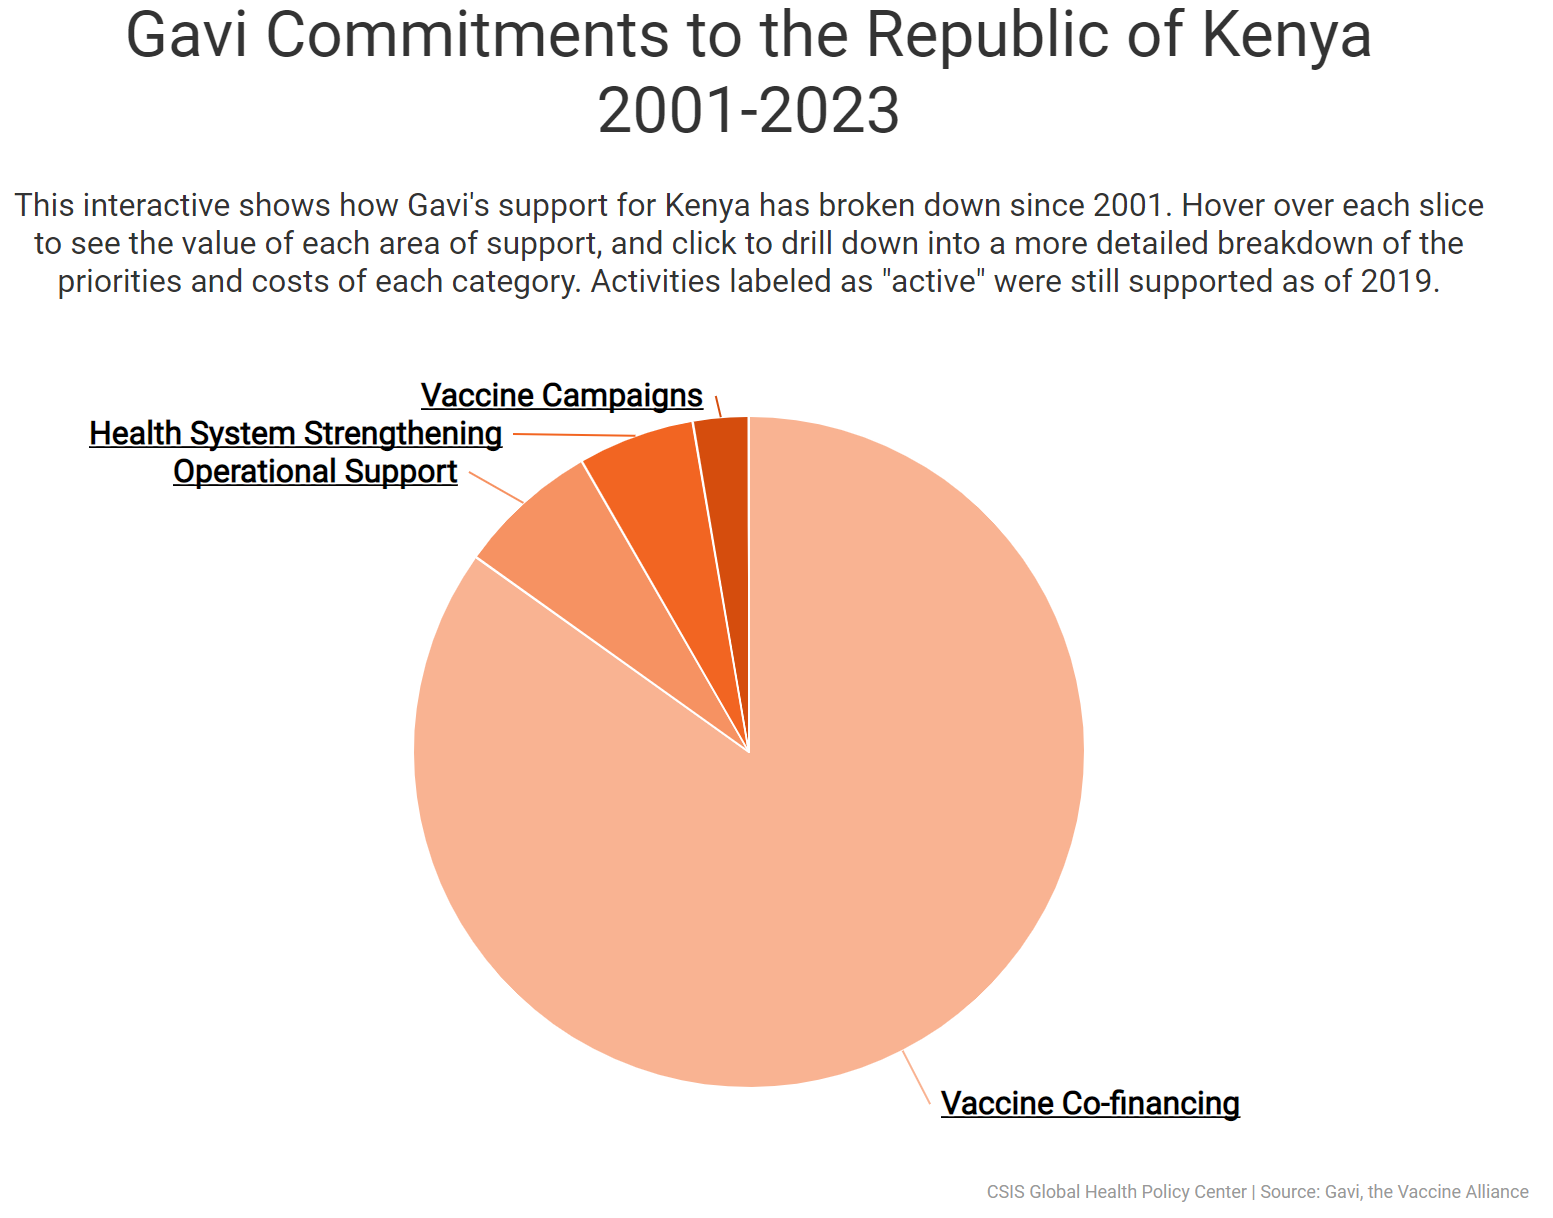 Gavi Commitments to the Republic of Kenya
2001-2023
This interactive shows how Gavi's support for Kenya has broken down since 2001. Hover over each slice
to see the value of each area of support, and click to drill down into a more detailed breakdown of the
priorities and costs of each category. Activities labeled as "active" were still supported as of 2019.
Vaccine Campaigns
Health System Strengthening
Operational Support
Vaccine Co-financing
CSIS Global Health Policy Center | Source: Gavi, the Vaccine Alliance